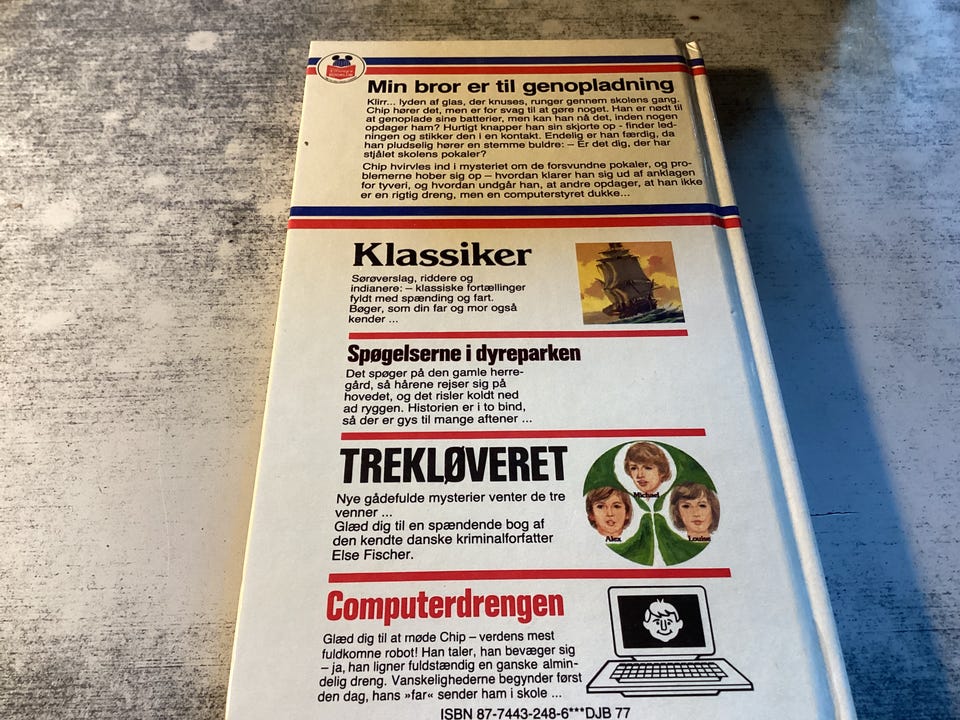 Min bror er til genopladning
Klirr... lyden af glas, der knuses, runger gennem skolens gang.
Chip hører det, men er for svag til at gøre noget. Han er nødt til
at genoplade sine batterier, men kan han nå det, inden nogen
opdager ham? Hurtigt knapper han sin skjorte op - finder led-
ningen og stikker den i en kontakt. Endelig er han færdig, da
han pludselig hører en stemme buldre: – Er det dig, der har
stjålet skolens pokaler?
Chip hvirvles ind i mysteriet om de forsvundne pokaler, og pro-
blemerne hober sig op – hvordan klarer han sig ud af anklagen
for tyveri, og hvordan undgår han, at andre opdager, at han ikke
er en rigtig dreng, men en computerstyret dukke...
Klassiker
Sørøverslag, riddere og
indianere: – klassiske fortællinger
fyldt med spænding og fart.
Bøger, som din far og mor også
kender ...
Spøgelserne i dyreparken
Det spøger på den gamle herre-
gård, så hårene rejser sig på
hovedet, og det risler koldt ned
ad ryggen. Historien er i to bind,
så der er gys til mange aftener ...
TREKLØVERET
Nye gådefulde mysterier venter de tre
venner ...
Glæd dig til en spændende bog af
den kendte danske kriminalforfatter
Else Fischer.
Michael
Alex
Louise
Computerdrengen
Glæd dig til at møde Chip – verdens mest
fuldkomne robot! Han taler, han bevæger sig
– ja, han ligner fuldstændig en ganske almin-
delig dreng. Vanskelighederne begynder først
den dag, hans »far« sender ham i skole ...
ISBN 87-7443-248-6***DJB 77